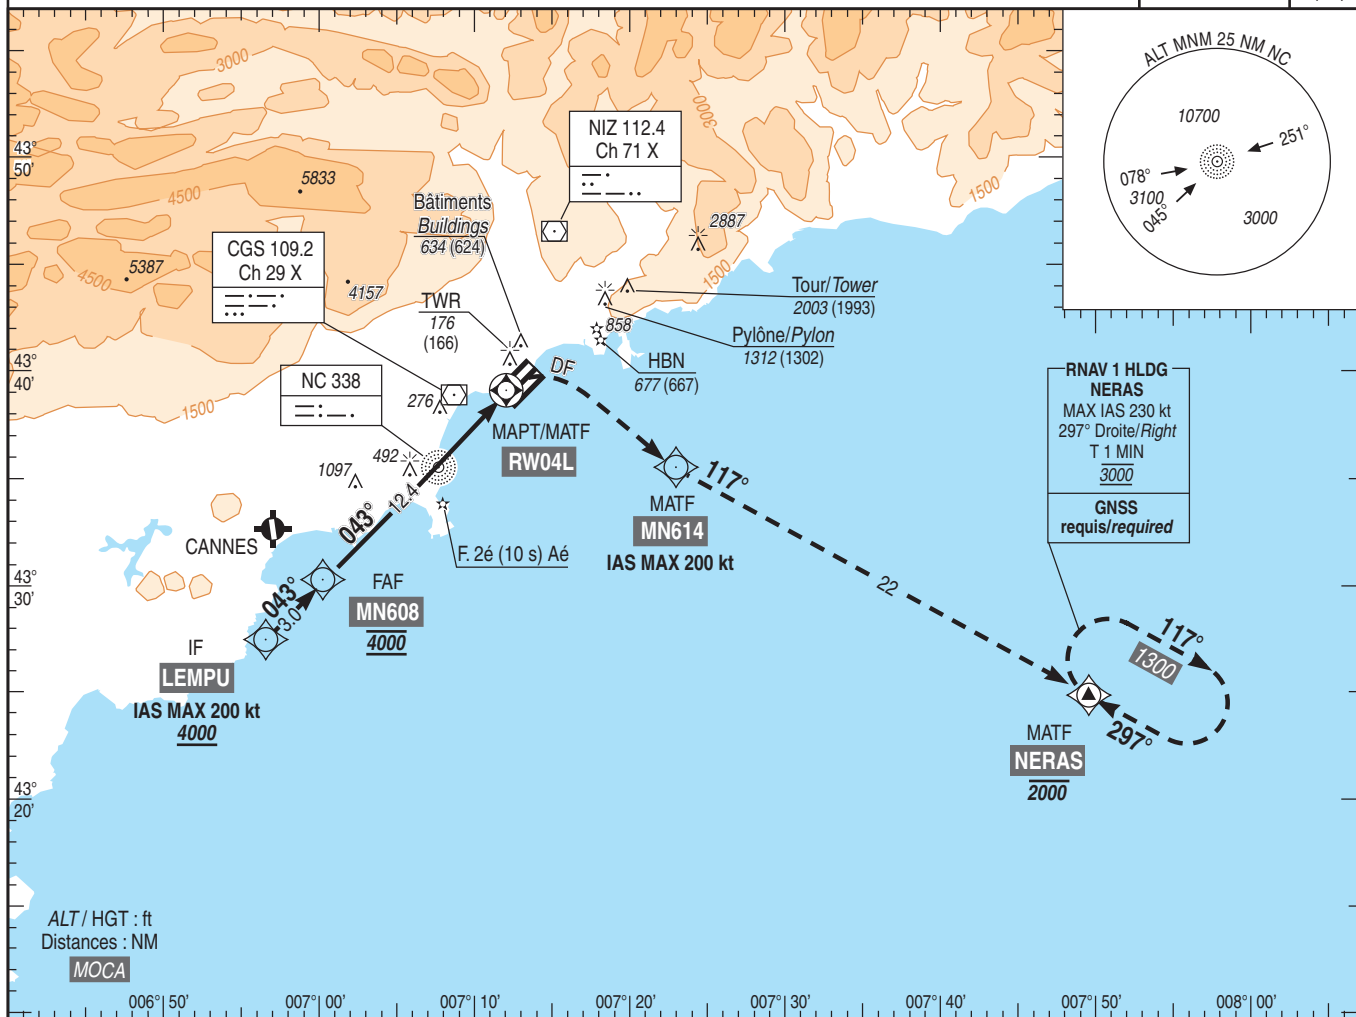 ALT MNM 25 NM NC
10700
251°
078°
3100
045°
3000
3000
3000
43°
50'
NIZ 112.4
Ch 71 X
5833
4500
1500
Bâtiments
Buildings
634 (624)
2887
CGS 109.2
Ch 29 X
5387
4500
4157
1500
TWR
176
(166)
Tour/Tower
2003 (1993)
858
Pylône/Pylon
1312 (1302)
43°
40'
DF
HBN
677 (667)
RNAV 1 HLDG
NERAS
MAX IAS 230 kt
297° Droite/Right
T 1 MIN
3000
GNSS
requis/required
NC 338
276
1500
MAPT/MATF
RW04L
492
1097
117°
12.4
043°
MATF
MN614
IAS MAX 200 kt
CANNES
F. 2é (10 s) Aé
43°
30'
FAF
MN608
4000
043°
3.0
22
117°
1300
IF
LEMPU
IAS MAX 200 kt
4000
297°
MATF
NERAS
2000
43°
20'
ALT / HGT : ft
Distances : NM
MOCA
006° 50'
007° 00'
007° 10'
007° 20'
007° 30'
007° 40'
007° 50'
008° 00'